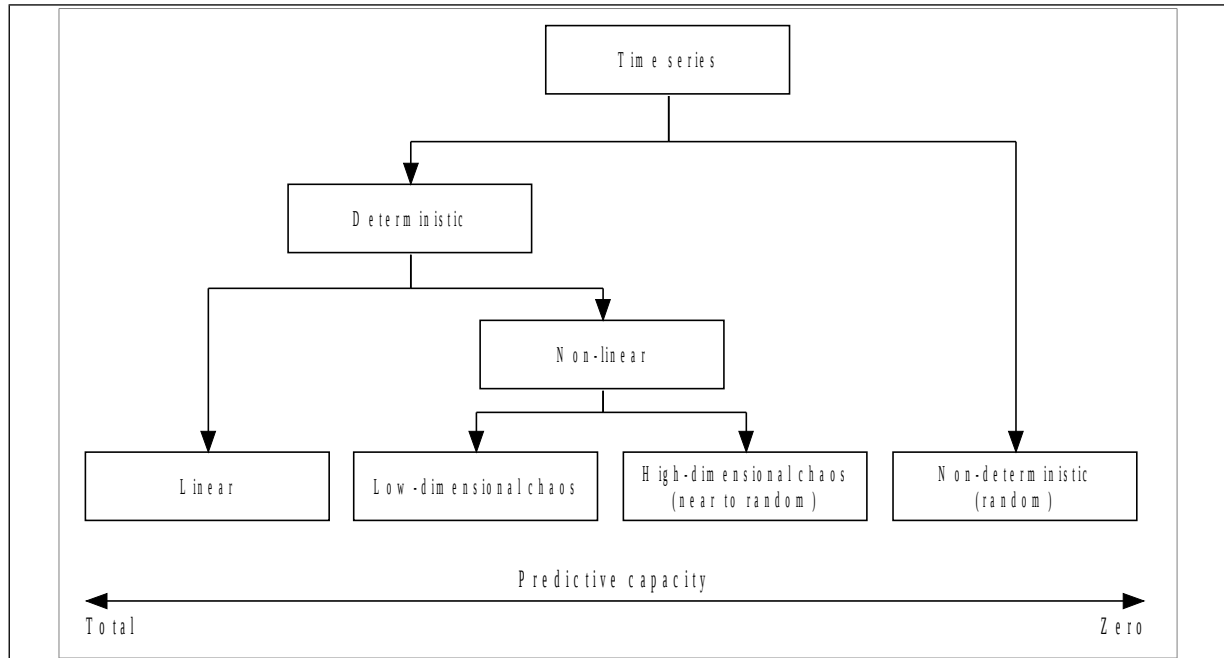 Time series
Deterministic
Non-linear
Linear
Low-dimensional chaos
High-dimensional chaos
(near to random)
Non-deterministic
(random)
Predictive capacity
Total
Zero